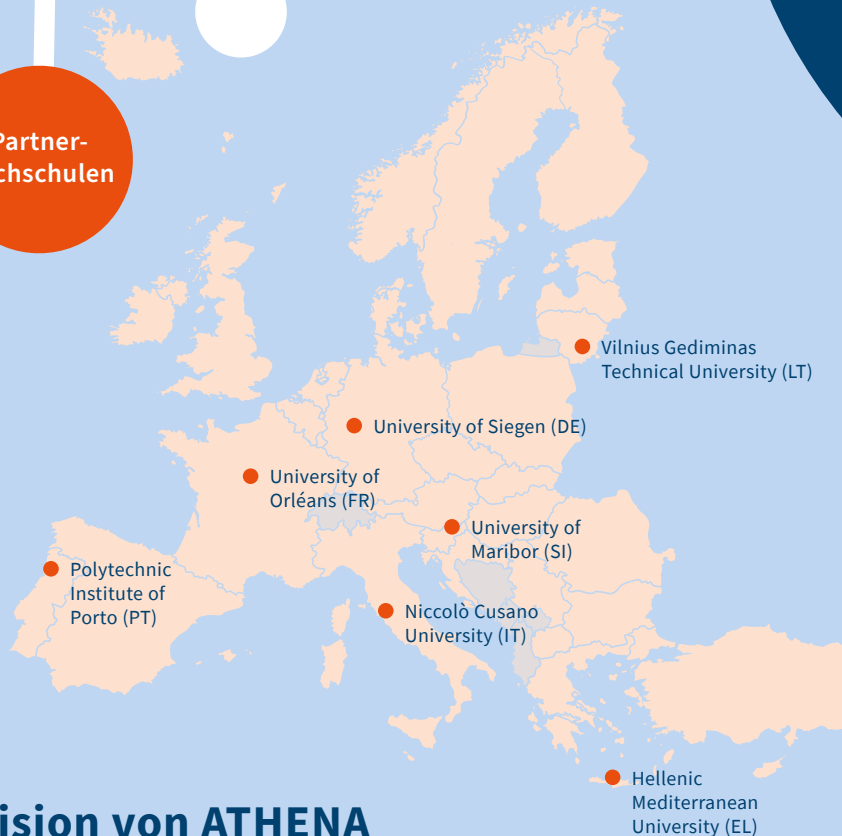 Partner-
chschulen
Vilnius Gediminas
Technical University (LT)
University of Siegen (DE)
University of
Orléans (FR)
University of
Maribor (SI)
Polytechnic
Institute of
Porto (PT)
Niccolò Cusano
University (IT)
Hellenic
Mediterranean
University (EL)
ision von ATHENA